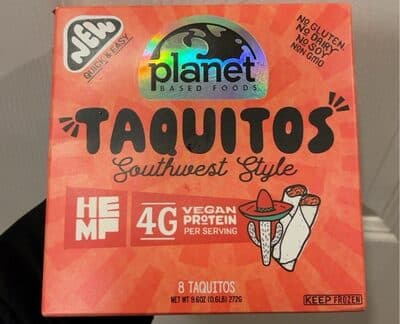 NEW
QUICK & EASY
planet
BASED FOODS
NO GLUTEN
NO DAIRY
NO SOY
NON GMO
TAQUITOS
Southwest Style
HE
MP
4G
VEGAN
PROTEIN
PER SERVING
8 TAQUITOS
NET WT 9.6OZ (0.6LB) 272G
KEEP FROZEN